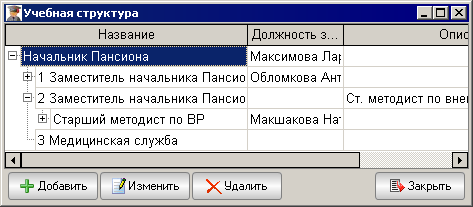 Учебная структура
Название Должность з... Опис
Начальник Пансиона Максимова Лар
1 Заместитель начальника Пансио Обломкова Ант
2 Заместитель начальника Пансио Ст. методист по вне
Старший методист по ВР Макшакова Нат
3 Медицинская служба
Добавить Изменить Удалить Закрыть